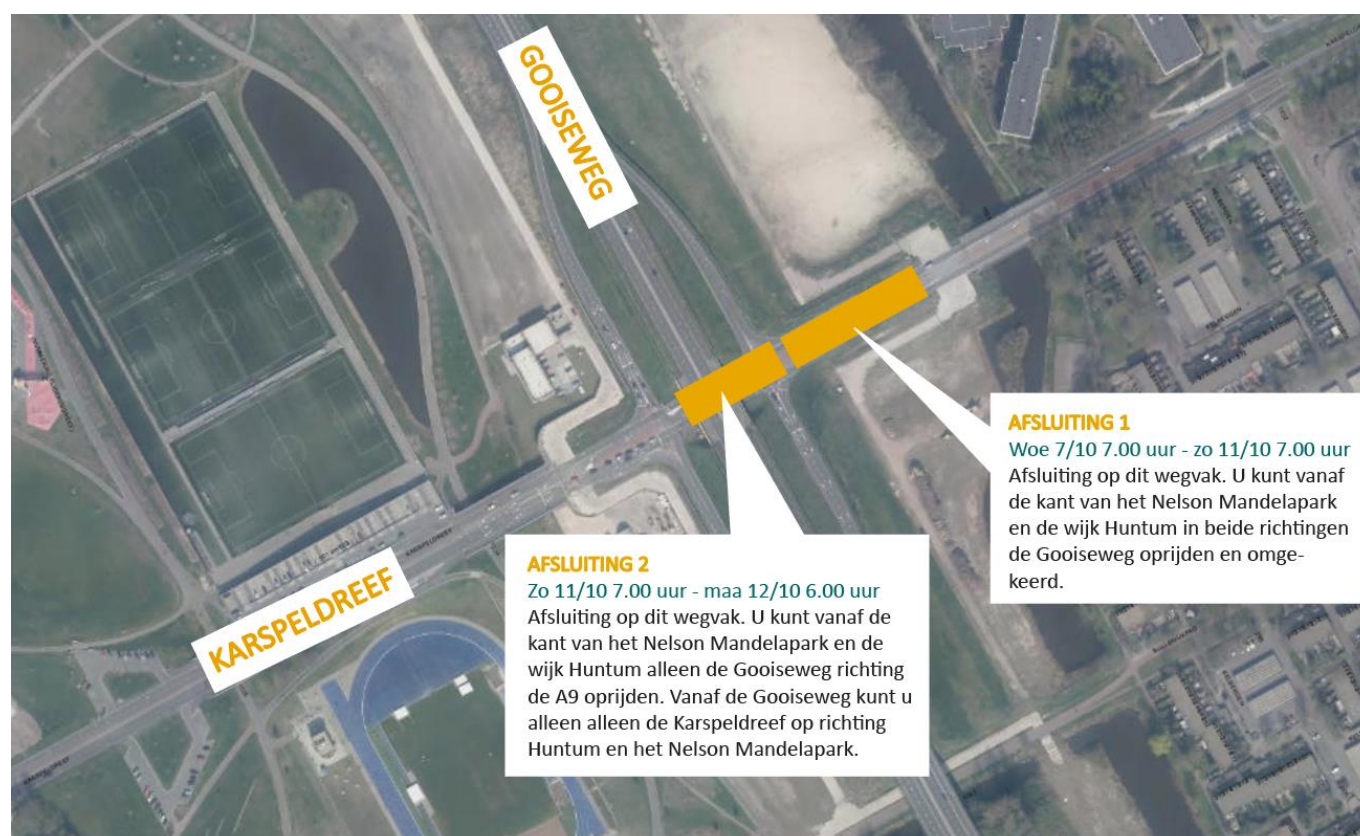 GOOISEWEG
KARSPELDREEF
AFSLUITING 1
Woe 7/10 7.00 uur - zo 11/10 7.00 uur
Afsluiting op dit wegvak. U kunt vanaf
de kant van het Nelson Mandelapark
en de wijk Huntum in beide richtingen
de Gooiseweg oprijden en omge-
keerd.
AFSLUITING 2
Zo 11/10 7.00 uur - maa 12/10 6.00 uur
Afsluiting op dit wegvak. U kunt vanaf de
kant van het Nelson Mandelapark en de
wijk Huntum alleen de Gooiseweg richting
de A9 oprijden. Vanaf de Gooiseweg kunt u
alleen alleen de Karspeldreef op richting
Huntum en het Nelson Mandelapark.
KARSPELDREEF
KARSPELDREEF